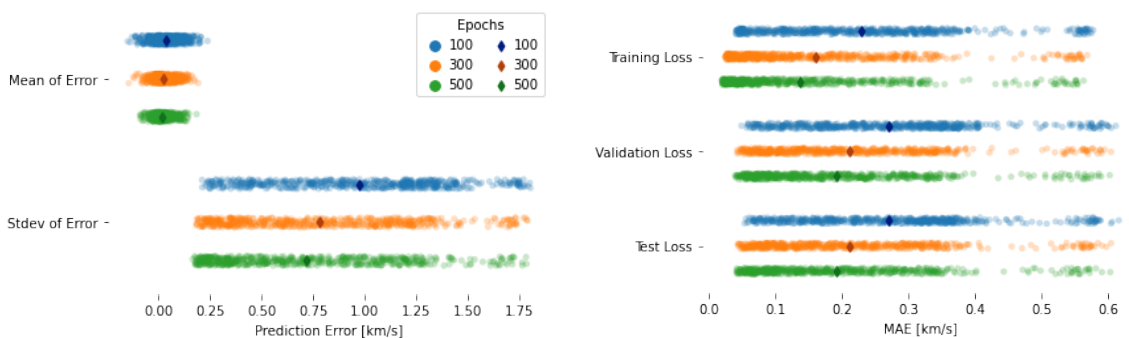 Epochs
100 100
300 300
500 500
Mean of Error
Stdev of Error
0.00 0.25 0.50 0.75 1.00 1.25 1.50 1.75
Prediction Error [km/s]
Training Loss
Validation Loss
Test Loss
0.0 0.1 0.2 0.3 0.4 0.5 0.6
MAE [km/s]